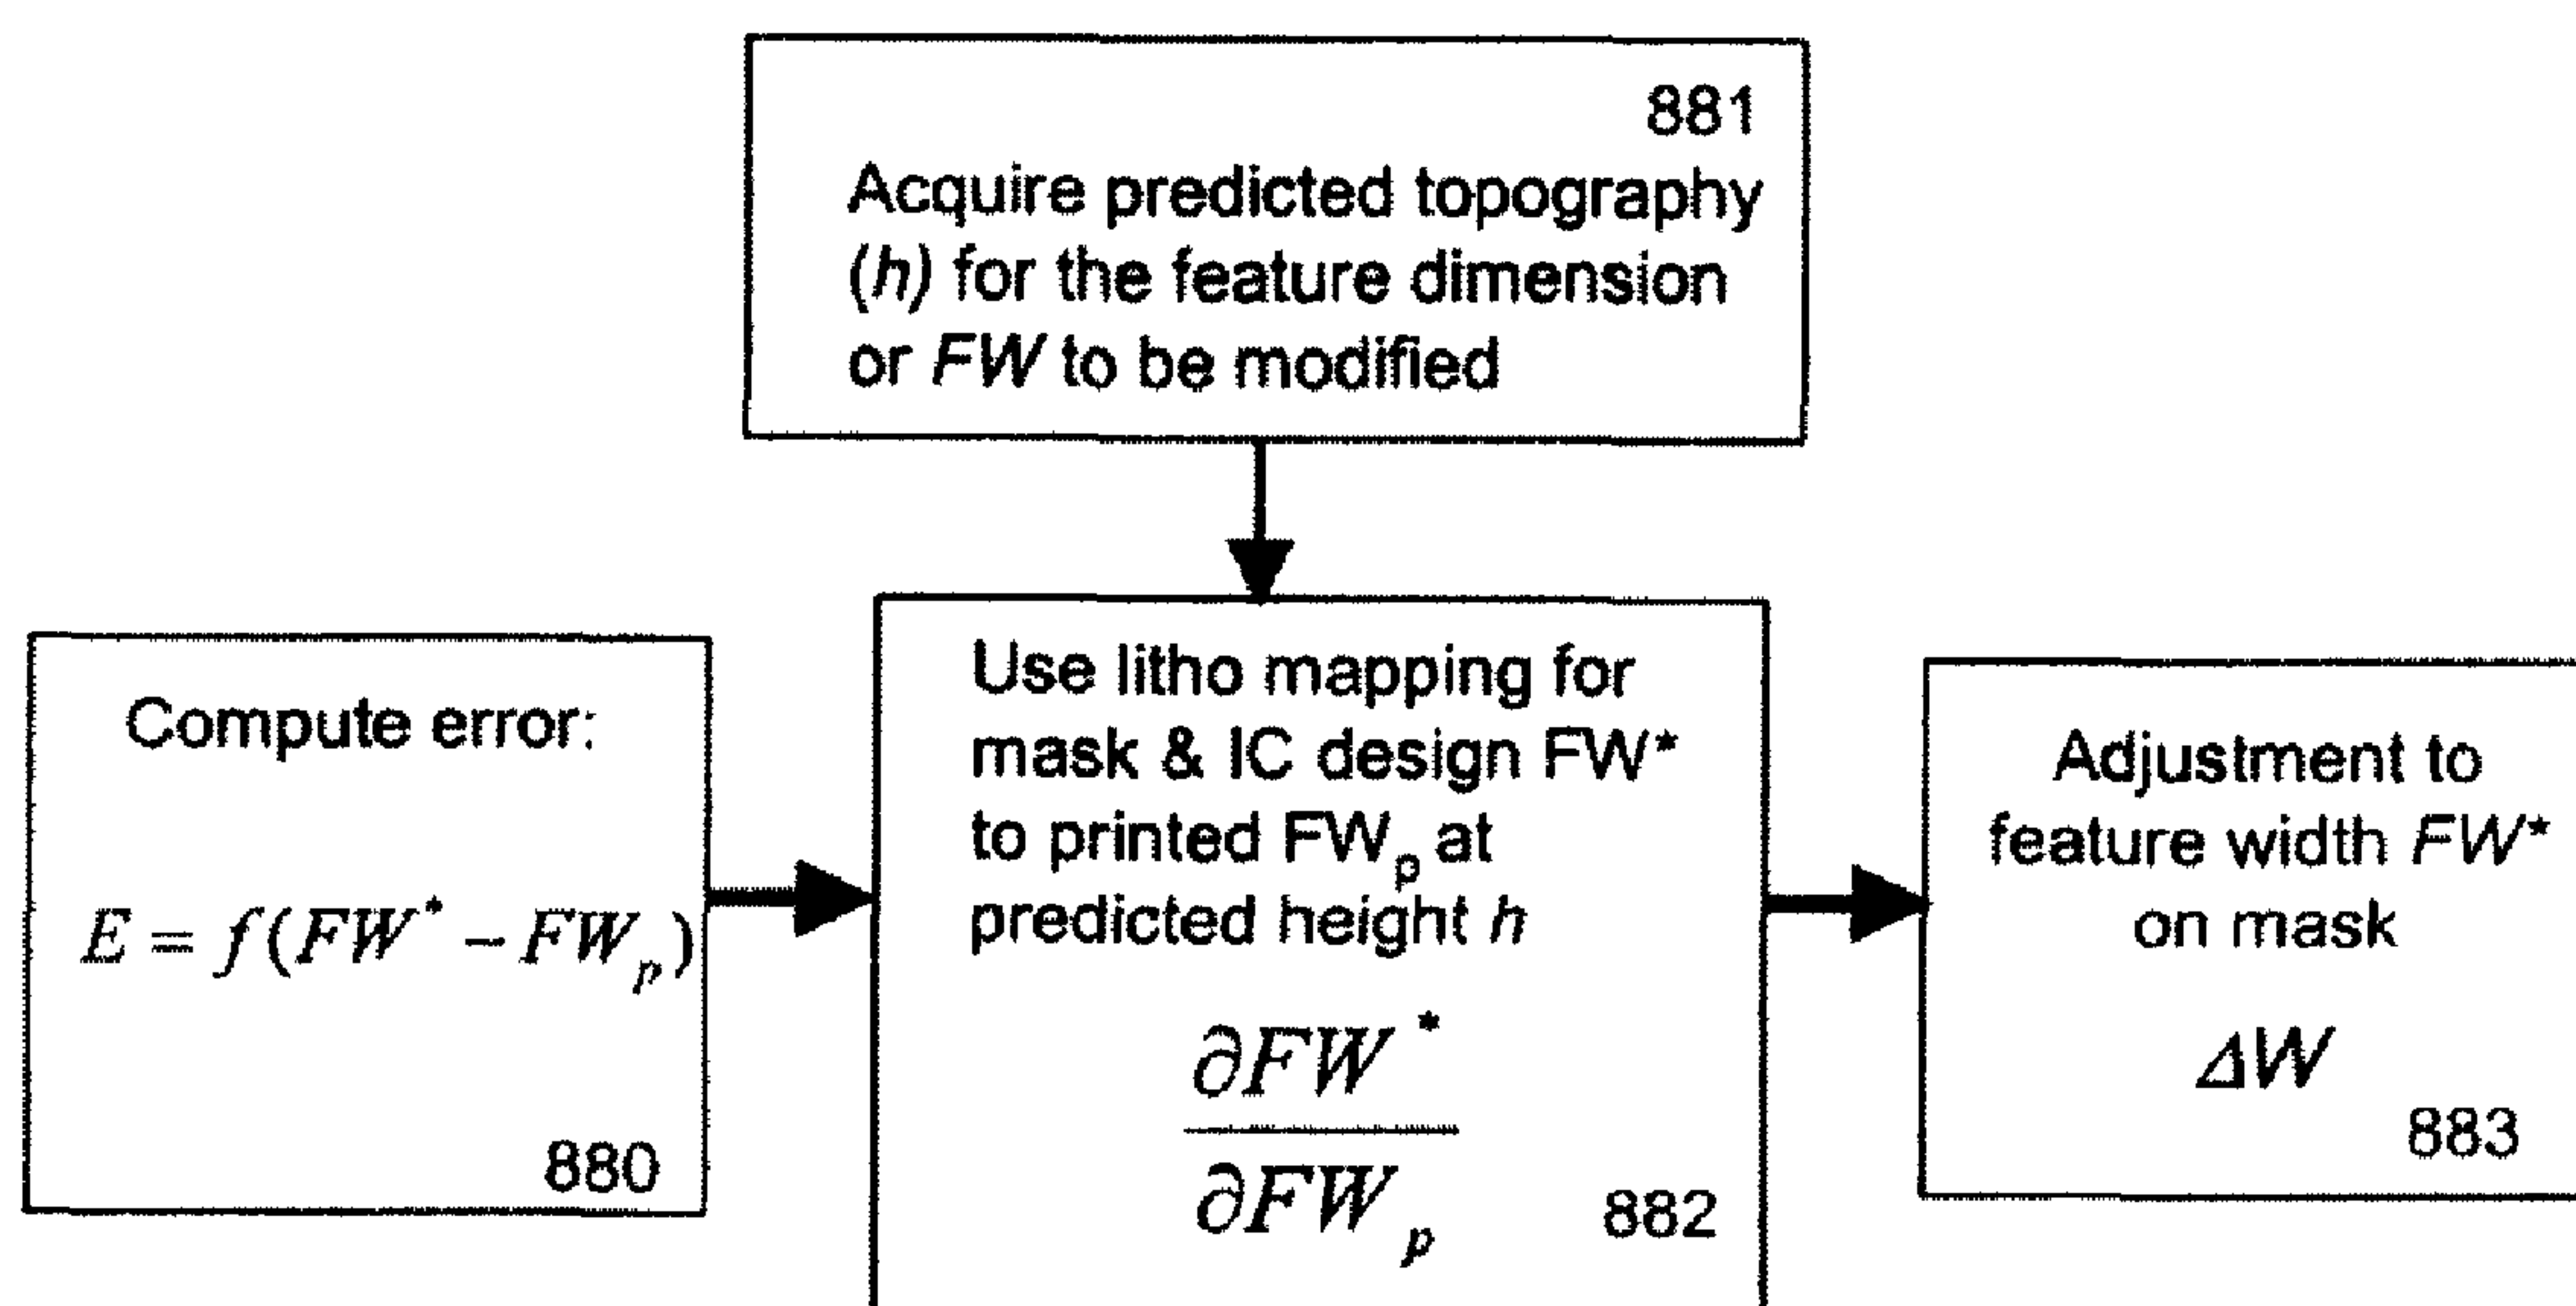 881
Acquire predicted topography
(h) for the feature dimension
or FW to be modified
Compute error:
E = f(FW* – FWp)
880
Use litho mapping for
mask & IC design FW*
to printed FWp at
predicted height h
∂FW*
∂FWp
882
Adjustment to
feature width FW*
on mask
ΔW
883